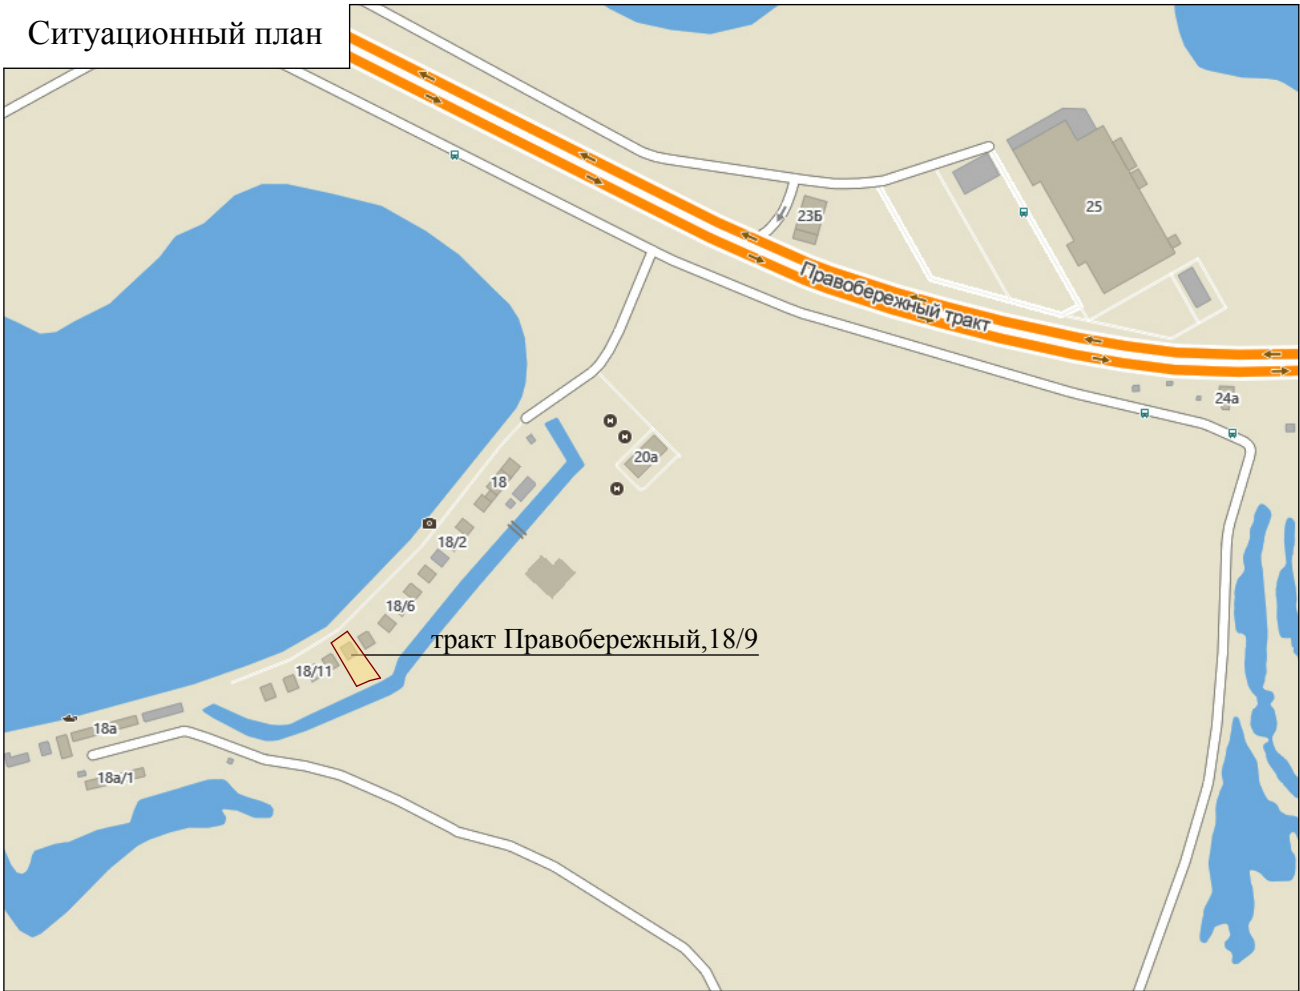 Ситуационный план
23Б
25
Правобережный тракт
24а
20а
18
18/2
18/6
тракт Правобережный,18/9
18/11
18а
18а/1